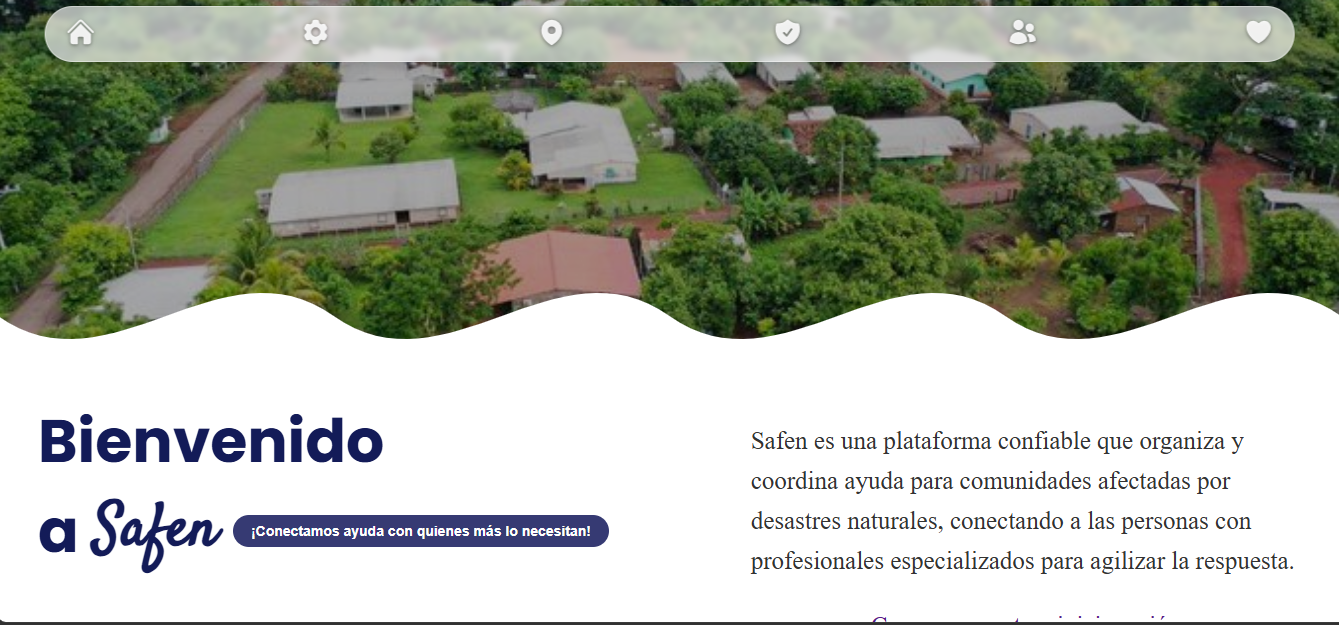 Bienvenido
a Safen
¡Conectamos ayuda con quienes más lo necesitan!
Safen es una plataforma confiable que organiza y
coordina ayuda para comunidades afectadas por
desastres naturales, conectando a las personas con
profesionales especializados para agilizar la respuesta.